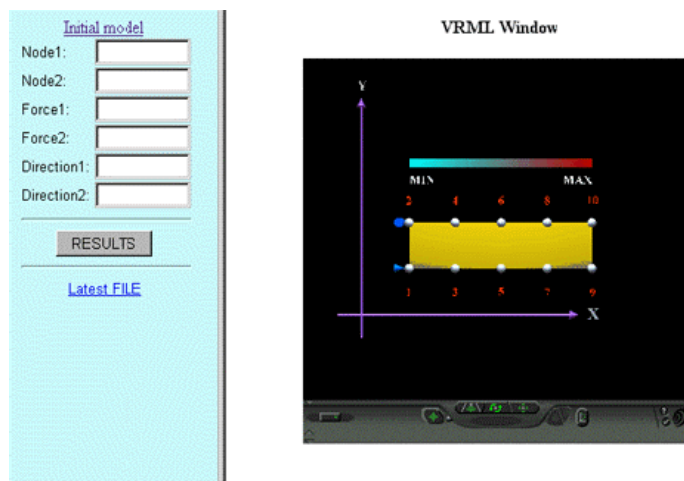 Initial model
Node1:
Node2:
Force1:
Force2:
Direction1:
Direction2:
RESULTS
Latest FILE
VRML Window
Y
MIN MAX
2 4 6 8 10
1 3 5 7 9
X